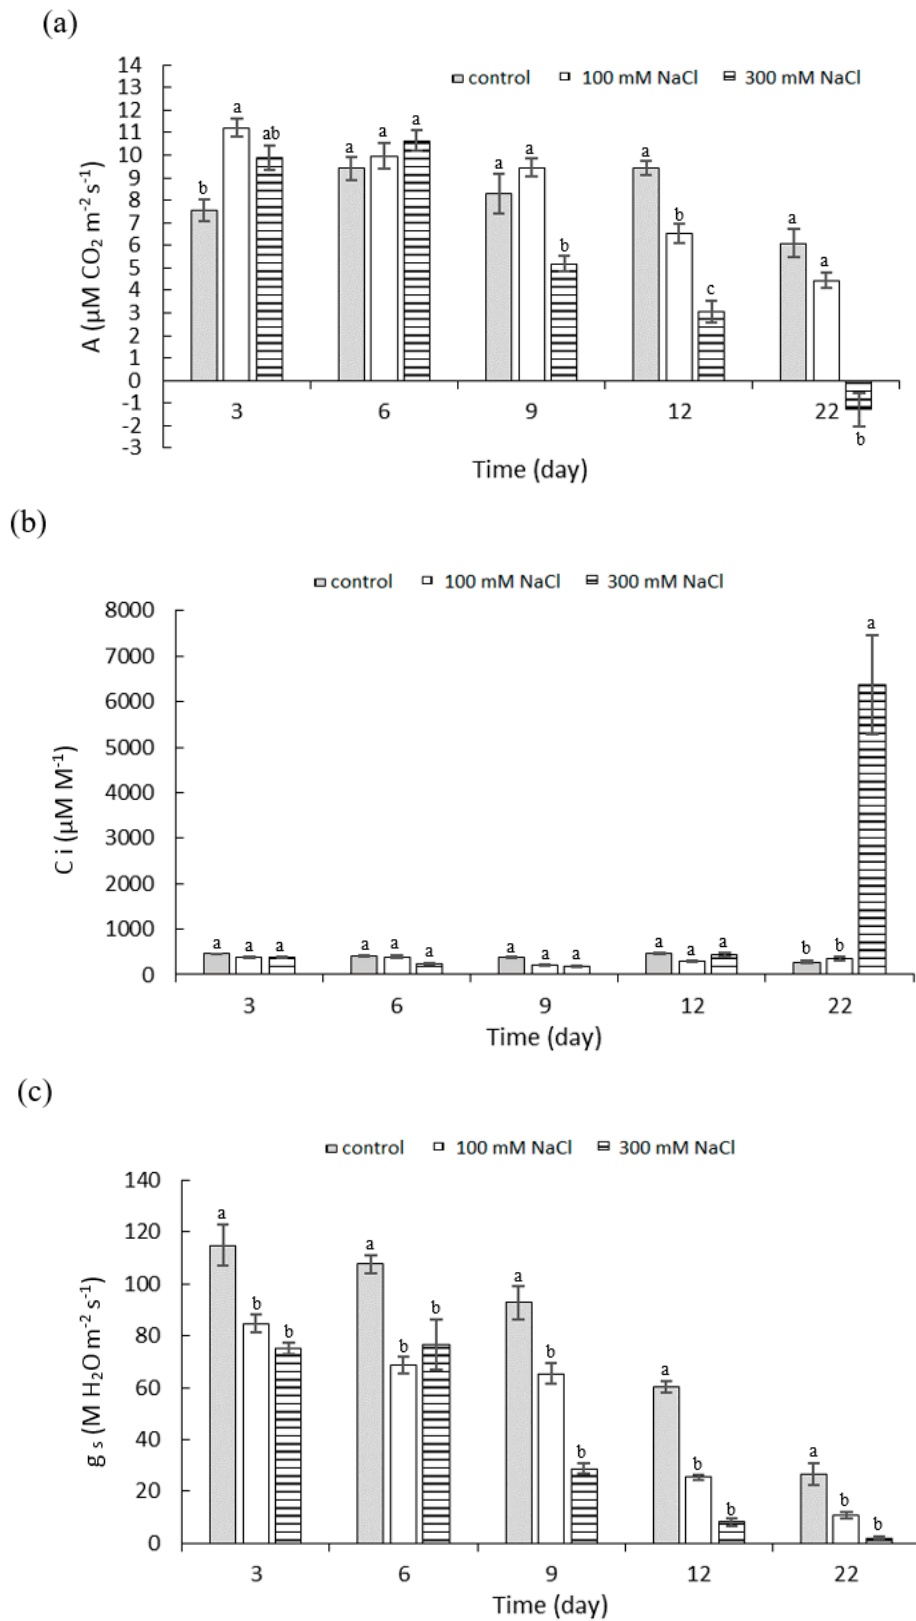 (a)
control 100 mM NaCl 300 mM NaCl
A (µM CO₂ m⁻² s⁻¹)
14
13
12
11
10
9
8
7
6
5
4
3
2
1
0
-1
-2
-3
b a ab
a a a
a a b
a b c
a a b
3 6 9 12 22
Time (day)
(b)
control 100 mM NaCl 300 mM NaCl
C i (µM M⁻¹)
8000
7000
6000
5000
4000
3000
2000
1000
0
a a a
a a a
a a a
a a a
b b a
3 6 9 12 22
Time (day)
(c)
control 100 mM NaCl 300 mM NaCl
g s (M H₂O m⁻² s⁻¹)
140
120
100
80
60
40
20
0
a b b
a b b
a b b
a b b
a b b
3 6 9 12 22
Time (day)